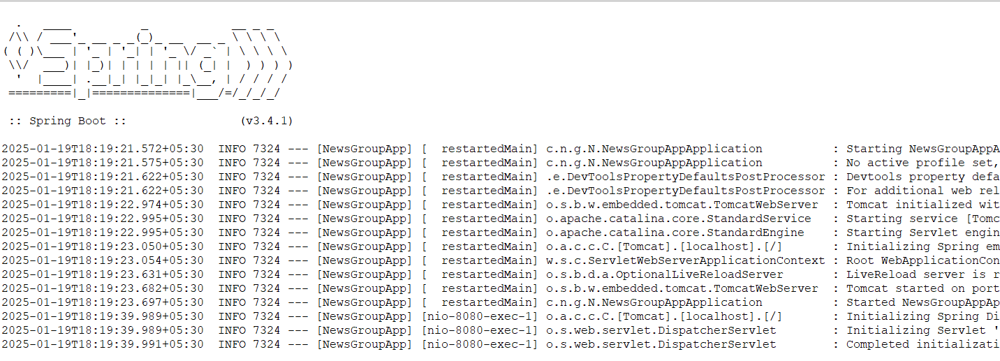 .   ____          _            __ _ _
 /\\ / ___'_ __ _ _(_)_ __  __ _ \ \ \ \
( ( )\___ | '_ | '_| | '_ \/ _` | \ \ \ \
 \\/  ___)| |_)| | | | | || (_| |  ) ) ) )
  '  |____| .__|_| |_|_| |_\__, | / / / /
 =========|_|==============|___/=/_/_/_/

 :: Spring Boot ::                (v3.4.1)

2025-01-19T18:19:21.572+05:30  INFO 7324 --- [NewsGroupApp] [  restartedMain] c.n.g.N.NewsGroupAppApplication          : Starting NewsGroupAppA
2025-01-19T18:19:21.575+05:30  INFO 7324 --- [NewsGroupApp] [  restartedMain] c.n.g.N.NewsGroupAppApplication          : No active profile set,
2025-01-19T18:19:21.622+05:30  INFO 7324 --- [NewsGroupApp] [  restartedMain] .e.DevToolsPropertyDefaultsPostProcessor : Devtools property defa
2025-01-19T18:19:21.622+05:30  INFO 7324 --- [NewsGroupApp] [  restartedMain] .e.DevToolsPropertyDefaultsPostProcessor : For additional web rel
2025-01-19T18:19:22.974+05:30  INFO 7324 --- [NewsGroupApp] [  restartedMain] o.s.b.w.embedded.tomcat.TomcatWebServer  : Tomcat initialized wit
2025-01-19T18:19:22.995+05:30  INFO 7324 --- [NewsGroupApp] [  restartedMain] o.apache.catalina.core.StandardService   : Starting service [Tomc
2025-01-19T18:19:22.995+05:30  INFO 7324 --- [NewsGroupApp] [  restartedMain] o.apache.catalina.core.StandardEngine    : Starting Servlet engin
2025-01-19T18:19:23.050+05:30  INFO 7324 --- [NewsGroupApp] [  restartedMain] o.a.c.c.C.[Tomcat].[localhost].[/]       : Initializing Spring em
2025-01-19T18:19:23.054+05:30  INFO 7324 --- [NewsGroupApp] [  restartedMain] w.s.c.ServletWebServerApplicationContext : Root WebApplicationCon
2025-01-19T18:19:23.631+05:30  INFO 7324 --- [NewsGroupApp] [  restartedMain] o.s.b.d.a.OptionalLiveReloadServer       : LiveReload server is r
2025-01-19T18:19:23.682+05:30  INFO 7324 --- [NewsGroupApp] [  restartedMain] o.s.b.w.embedded.tomcat.TomcatWebServer  : Tomcat started on port
2025-01-19T18:19:23.697+05:30  INFO 7324 --- [NewsGroupApp] [  restartedMain] c.n.g.N.NewsGroupAppApplication          : Started NewsGroupAppAp
2025-01-19T18:19:39.989+05:30  INFO 7324 --- [NewsGroupApp] [nio-8080-exec-1] o.a.c.c.C.[Tomcat].[localhost].[/]       : Initializing Spring Di
2025-01-19T18:19:39.989+05:30  INFO 7324 --- [NewsGroupApp] [nio-8080-exec-1] o.s.web.servlet.DispatcherServlet        : Initializing Servlet '
2025-01-19T18:19:39.991+05:30  INFO 7324 --- [NewsGroupApp] [nio-8080-exec-1] o.s.web.servlet.DispatcherServlet        : Completed initializati